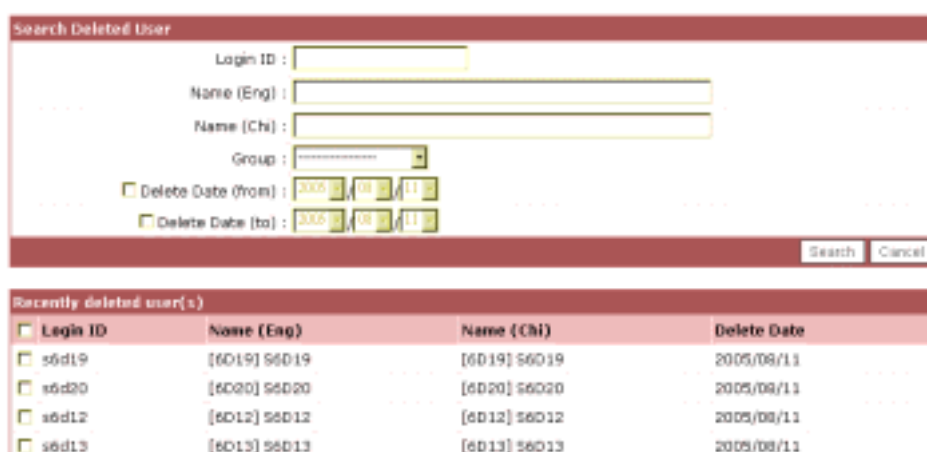 Search Deleted User
Login ID :
Name (Eng) :
Name (Chi) :
Group : ----------------
Delete Date (from) : 2005 / 08 / 11
Delete Date (to) : 2005 / 08 / 11
Search Cancel
Recently deleted user(s)
Login ID Name (Eng) Name (Chi) Delete Date
s6d19 [6D19] S6D19 [6D19] S6D19 2005/08/11
s6d20 [6D20] S6D20 [6D20] S6D20 2005/08/11
s6d12 [6D12] S6D12 [6D12] S6D12 2005/08/11
s6d13 [6D13] S6D13 [6D13] S6D13 2005/08/11